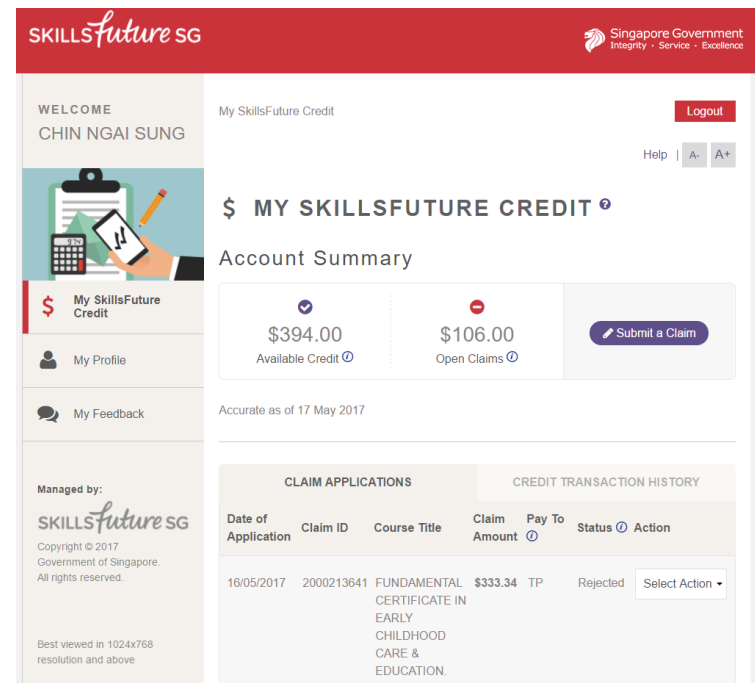 SKILLSfuture SG
Singapore Government
Integrity · Service · Excellence
WELCOME
CHIN NGAI SUNG
974
My SkillsFuture
Credit
My Profile
My Feedback
Managed by:
SKILLSfuture SG
Copyright © 2017
Government of Singapore.
All rights reserved.
Best viewed in 1024x768
resolution and above
My SkillsFuture Credit
Logout
Help | A- A+
$ MY SKILLSFUTURE CREDIT ?
Account Summary
$394.00
Available Credit i
$106.00
Open Claims i
Submit a Claim
Accurate as of 17 May 2017
CLAIM APPLICATIONS CREDIT TRANSACTION HISTORY
Date of
Application
Claim ID
Course Title
Claim
Amount
Pay To
i
Status i
Action
16/05/2017 2000213641 FUNDAMENTAL $333.34 TP Rejected Select Action
CERTIFICATE IN
EARLY
CHILDHOOD
CARE &
EDUCATION.